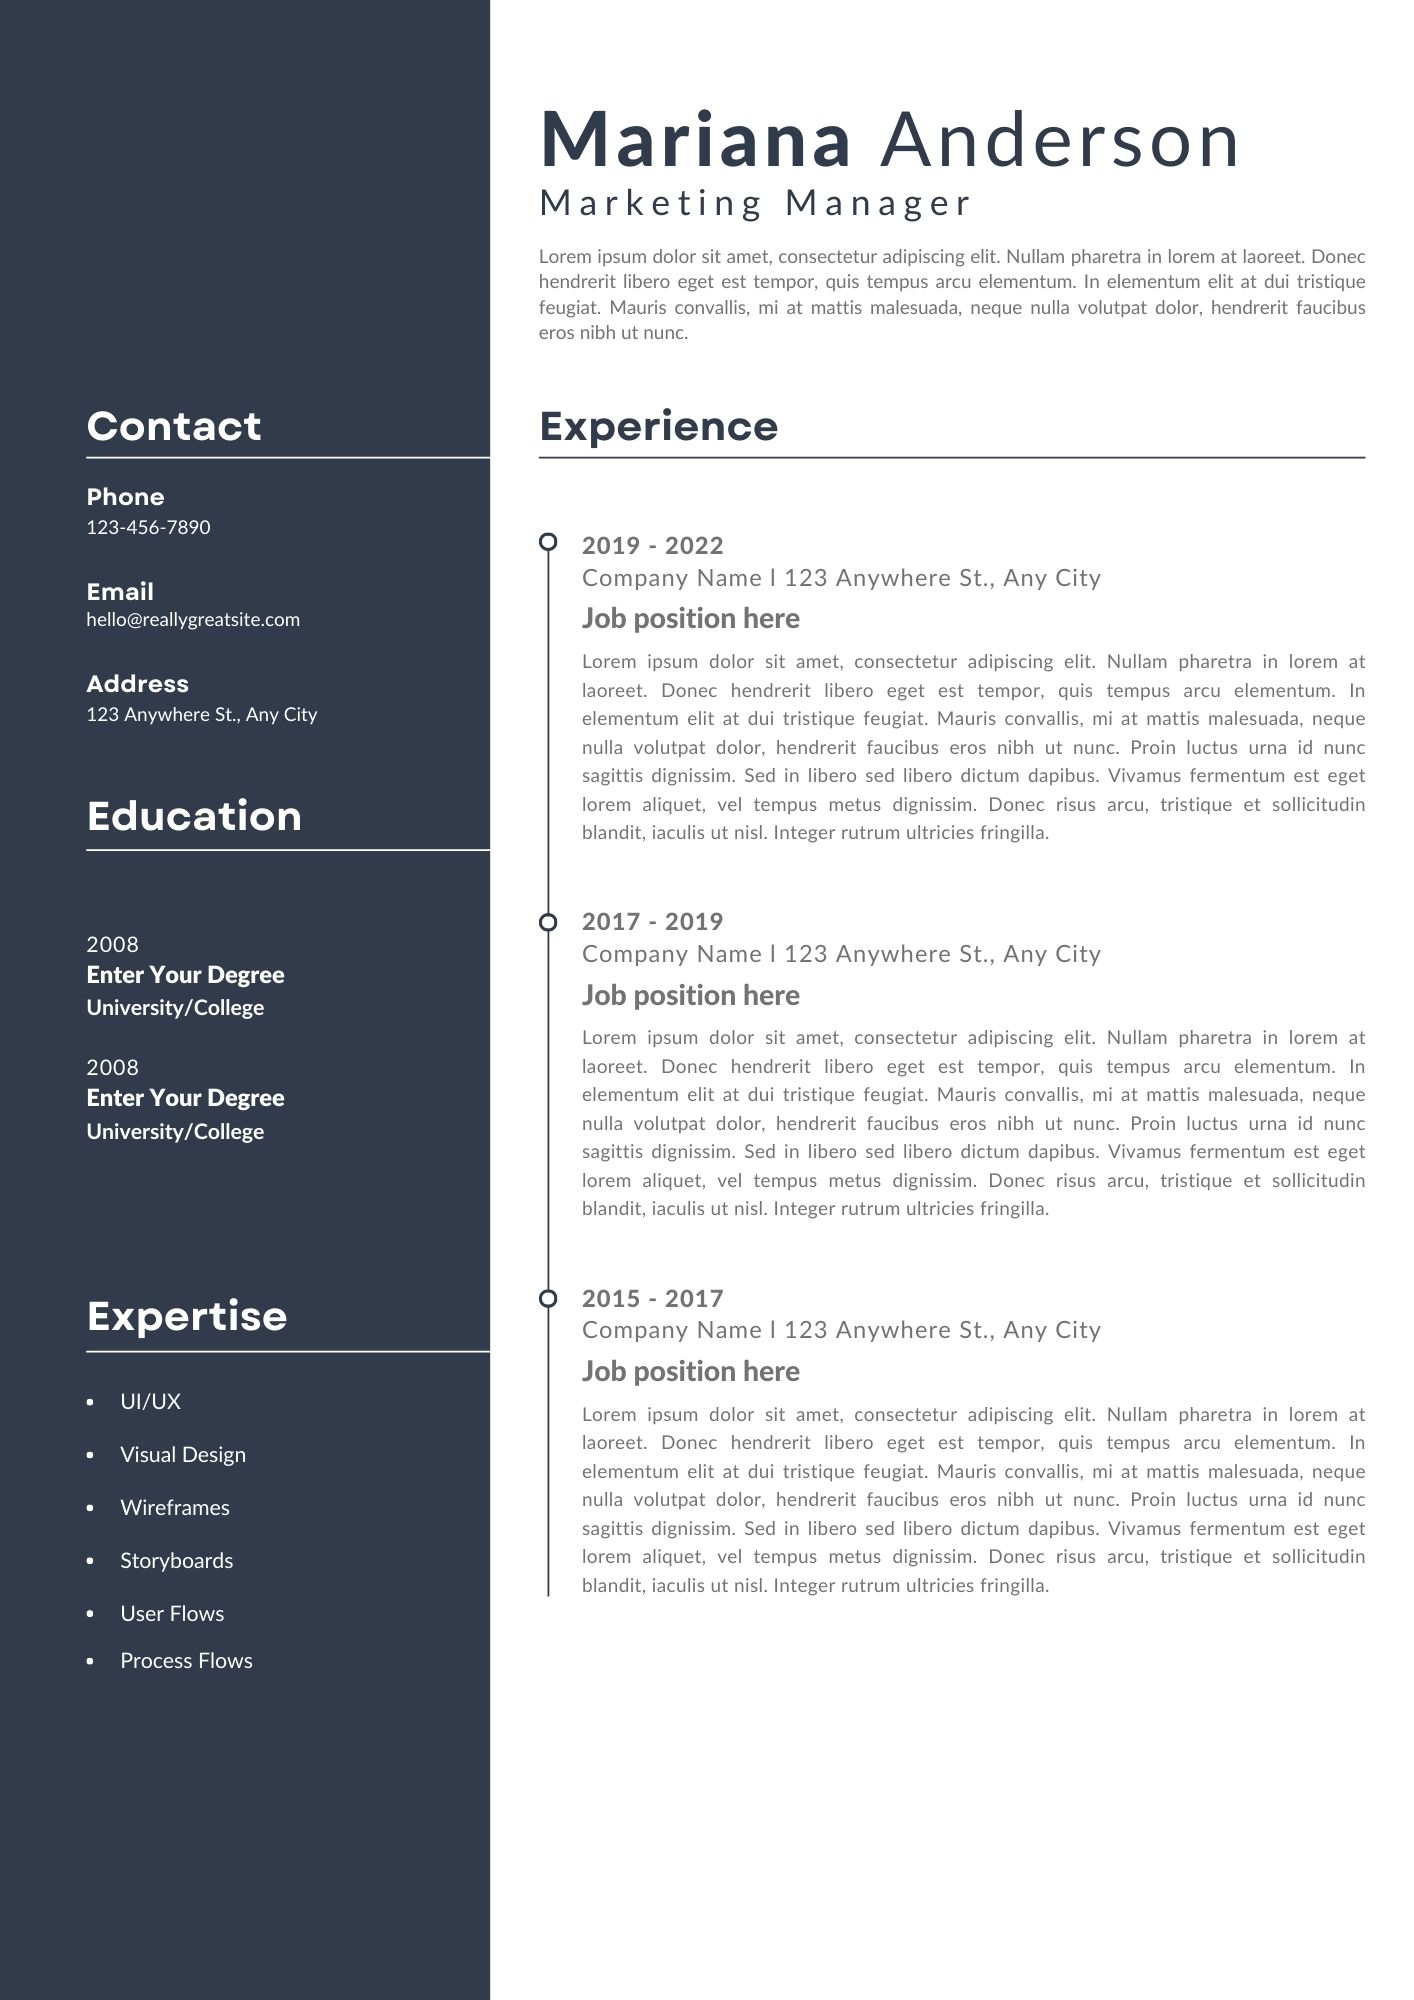 Mariana Anderson
Marketing Manager
Lorem ipsum dolor sit amet, consectetur adipiscing elit. Nullam pharetra in lorem at laoreet. Donec
hendrerit libero eget est tempor, quis tempus arcu elementum. In elementum elit at dui tristique
feugiat. Mauris convallis, mi at mattis malesuada, neque nulla volutpat dolor, hendrerit faucibus
eros nibh ut nunc.
Contact
Phone
123-456-7890
Email
hello@reallygreatsite.com
Address
123 Anywhere St., Any City
Education
2008
Enter Your Degree
University/College
2008
Enter Your Degree
University/College
Expertise
• UI/UX
• Visual Design
• Wireframes
• Storyboards
• User Flows
• Process Flows
Experience
2019 - 2022
Company Name l 123 Anywhere St., Any City
Job position here
Lorem ipsum dolor sit amet, consectetur adipiscing elit. Nullam pharetra in lorem at
laoreet. Donec hendrerit libero eget est tempor, quis tempus arcu elementum. In
elementum elit at dui tristique feugiat. Mauris convallis, mi at mattis malesuada, neque
nulla volutpat dolor, hendrerit faucibus eros nibh ut nunc. Proin luctus urna id nunc
sagittis dignissim. Sed in libero sed libero dictum dapibus. Vivamus fermentum est eget
lorem aliquet, vel tempus metus dignissim. Donec risus arcu, tristique et sollicitudin
blandit, iaculis ut nisl. Integer rutrum ultricies fringilla.
2017 - 2019
Company Name l 123 Anywhere St., Any City
Job position here
Lorem ipsum dolor sit amet, consectetur adipiscing elit. Nullam pharetra in lorem at
laoreet. Donec hendrerit libero eget est tempor, quis tempus arcu elementum. In
elementum elit at dui tristique feugiat. Mauris convallis, mi at mattis malesuada, neque
nulla volutpat dolor, hendrerit faucibus eros nibh ut nunc. Proin luctus urna id nunc
sagittis dignissim. Sed in libero sed libero dictum dapibus. Vivamus fermentum est eget
lorem aliquet, vel tempus metus dignissim. Donec risus arcu, tristique et sollicitudin
blandit, iaculis ut nisl. Integer rutrum ultricies fringilla.
2015 - 2017
Company Name l 123 Anywhere St., Any City
Job position here
Lorem ipsum dolor sit amet, consectetur adipiscing elit. Nullam pharetra in lorem at
laoreet. Donec hendrerit libero eget est tempor, quis tempus arcu elementum. In
elementum elit at dui tristique feugiat. Mauris convallis, mi at mattis malesuada, neque
nulla volutpat dolor, hendrerit faucibus eros nibh ut nunc. Proin luctus urna id nunc
sagittis dignissim. Sed in libero sed libero dictum dapibus. Vivamus fermentum est eget
lorem aliquet, vel tempus metus dignissim. Donec risus arcu, tristique et sollicitudin
blandit, iaculis ut nisl. Integer rutrum ultricies fringilla.